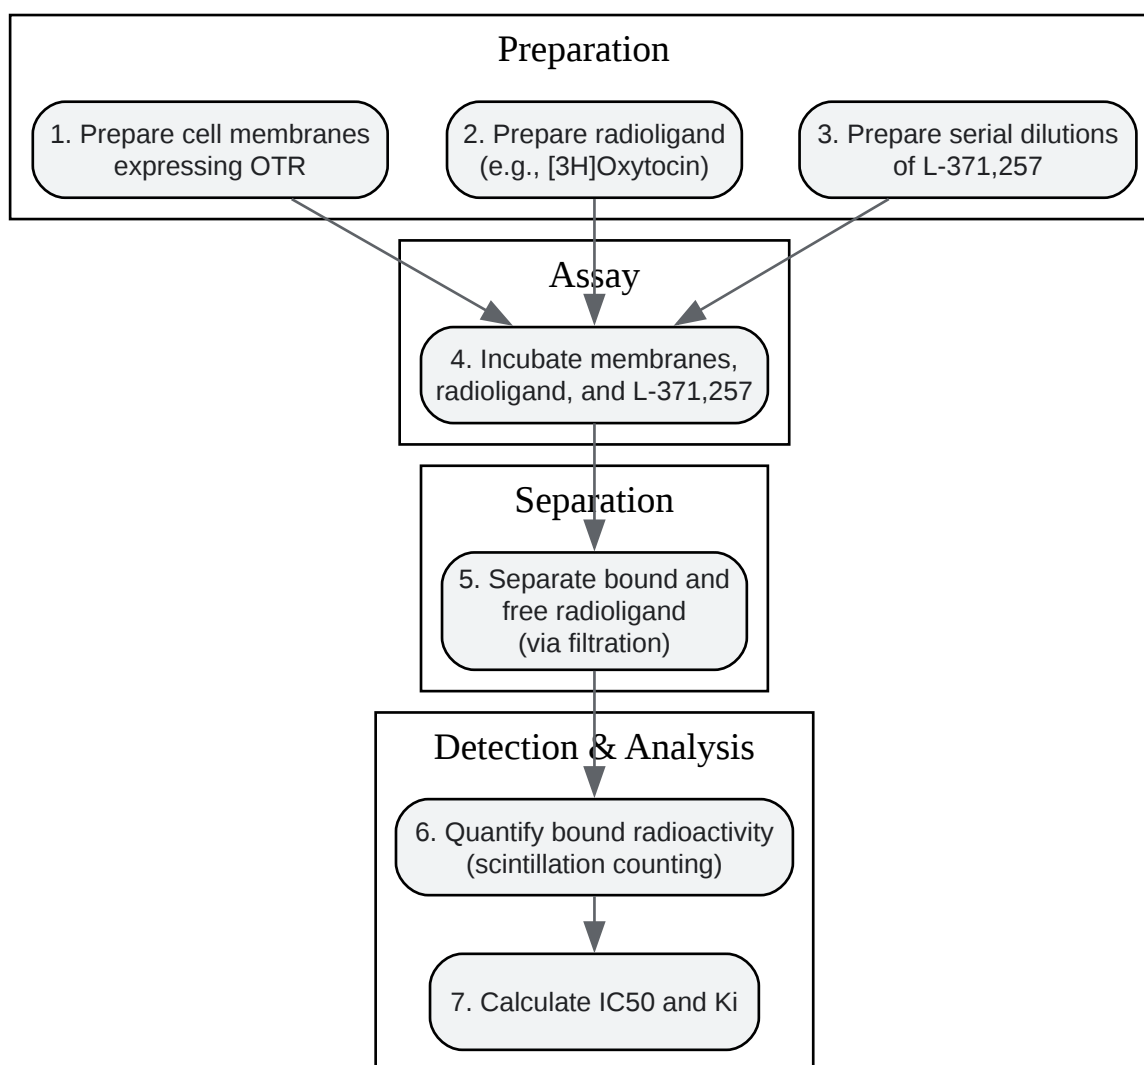 Preparation
1. Prepare cell membranes
expressing OTR
2. Prepare radioligand
(e.g., [3H]Oxytocin)
3. Prepare serial dilutions
of L-371,257
Assay
4. Incubate membranes,
radioligand, and L-371,257
Separation
5. Separate bound and
free radioligand
(via filtration)
Detection & Analysis
6. Quantify bound radioactivity
(scintillation counting)
7. Calculate IC50 and Ki